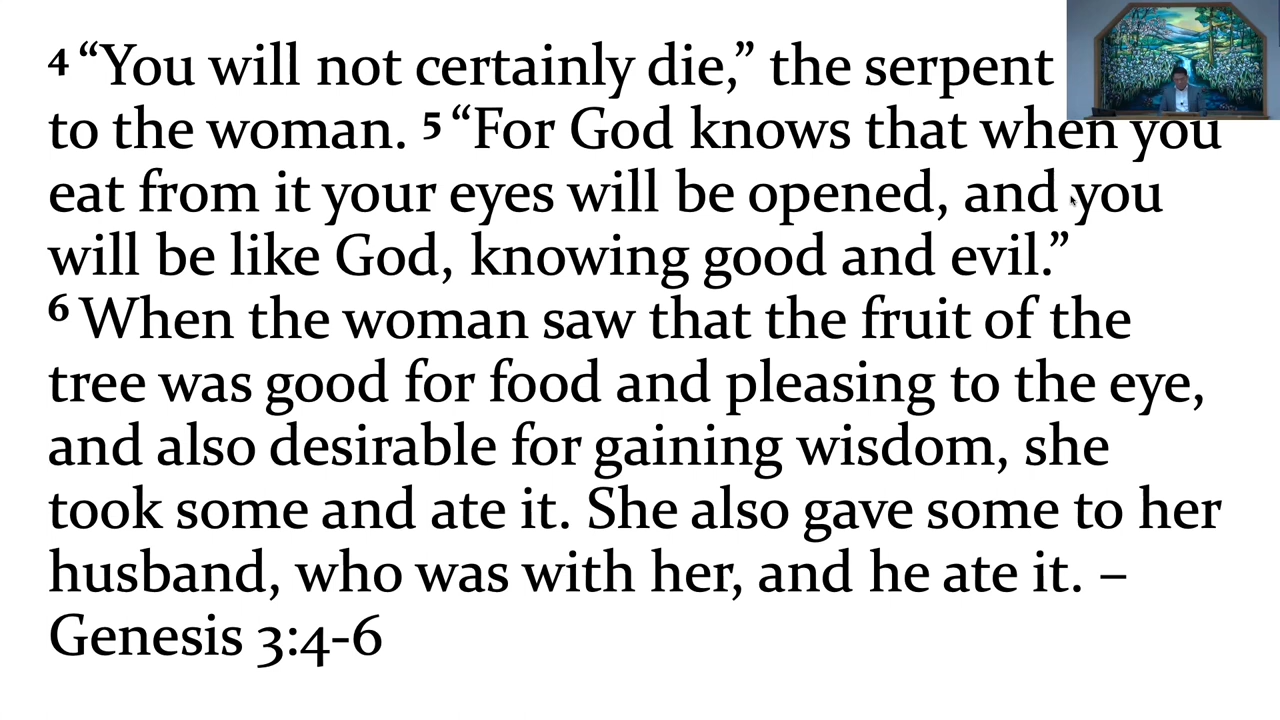 4 “You will not certainly die,” the serpent
to the woman. 5 “For God knows that when you
eat from it your eyes will be opened, and you
will be like God, knowing good and evil.”
6 When the woman saw that the fruit of the
tree was good for food and pleasing to the eye,
and also desirable for gaining wisdom, she
took some and ate it. She also gave some to her
husband, who was with her, and he ate it. –
Genesis 3:4-6